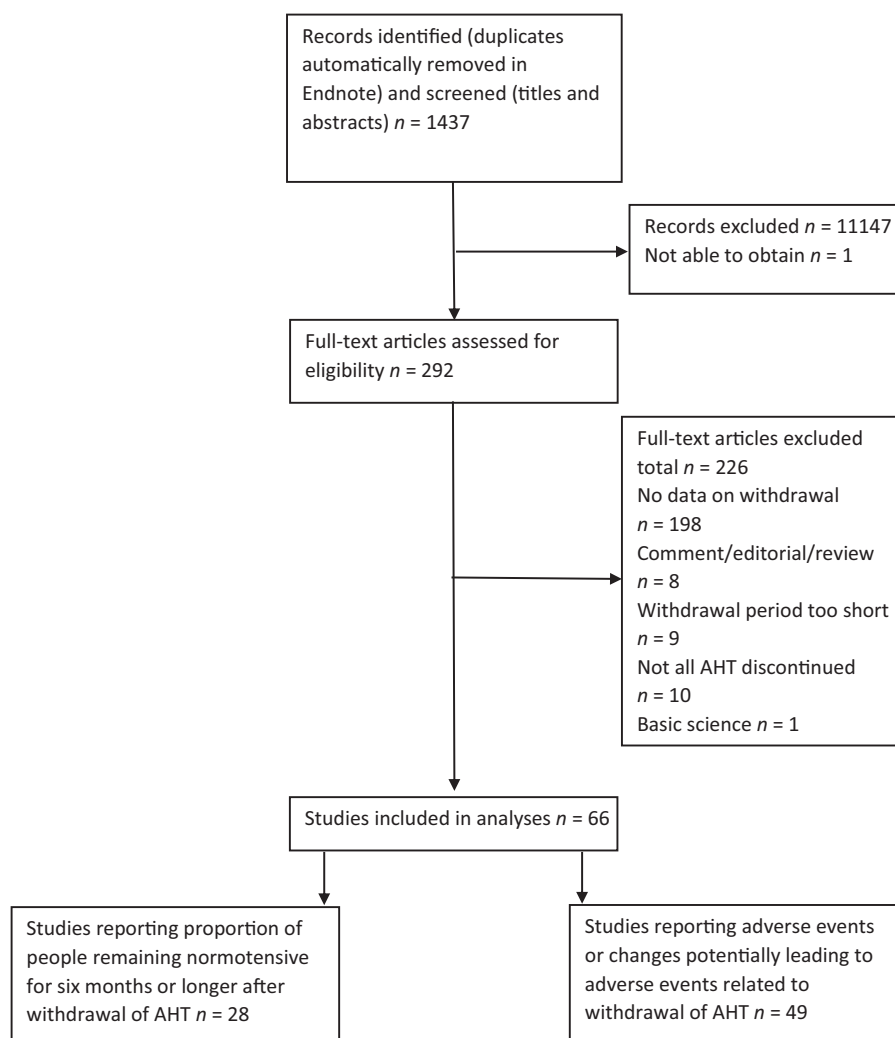 Records identified (duplicates
automatically removed in
Endnote) and screened (titles and
abstracts) n = 1437
Records excluded n = 11147
Not able to obtain n = 1
Full-text articles assessed for
eligibility n = 292
Full-text articles excluded
total n = 226
No data on withdrawal
n = 198
Comment/editorial/review
n = 8
Withdrawal period too short
n = 9
Not all AHT discontinued
n = 10
Basic science n = 1
Studies included in analyses n = 66
Studies reporting proportion of
people remaining normotensive
for six months or longer after
withdrawal of AHT n = 28
Studies reporting adverse events
or changes potentially leading to
adverse events related to
withdrawal of AHT n = 49